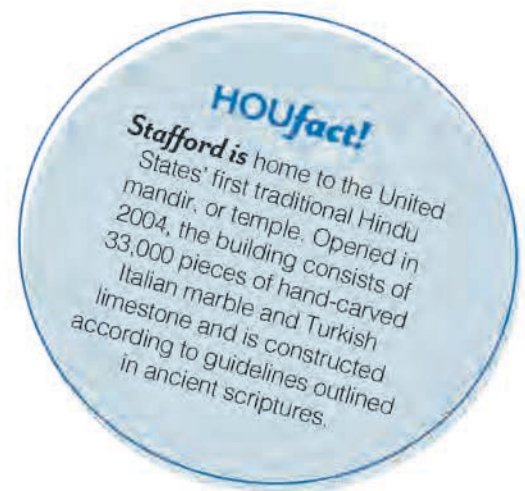 HOUfact!
Stafford is home to the United
States' first traditional Hindu
mandir, or temple. Opened in
2004, the building consists of
33,000 pieces of hand-carved
Italian marble and Turkish
limestone and is constructed
according to guidelines outlined
in ancient scriptures.